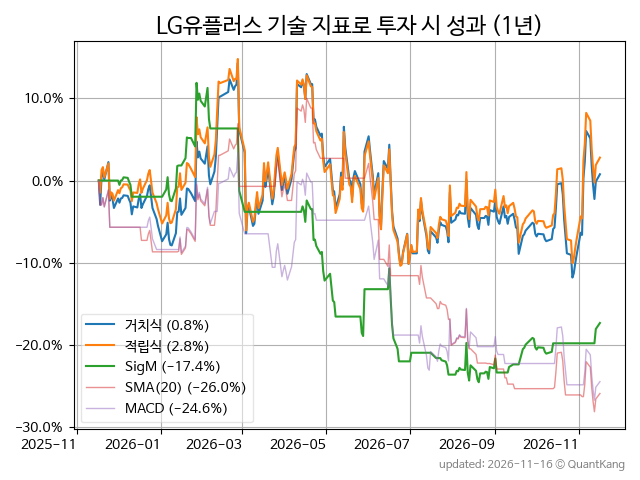 LG유플러스 기술 지표로 투자 시 성과 (1년)
10.0%
0.0%
−10.0%
−20.0%
−30.0%
거치식 (0.8%)
적립식 (2.8%)
SigM (−17.4%)
SMA(20) (−26.0%)
MACD (−24.6%)
2025-11 2026-01 2026-03 2026-05 2026-07 2026-09 2026-11
updated: 2026-11-16 © QuantKang